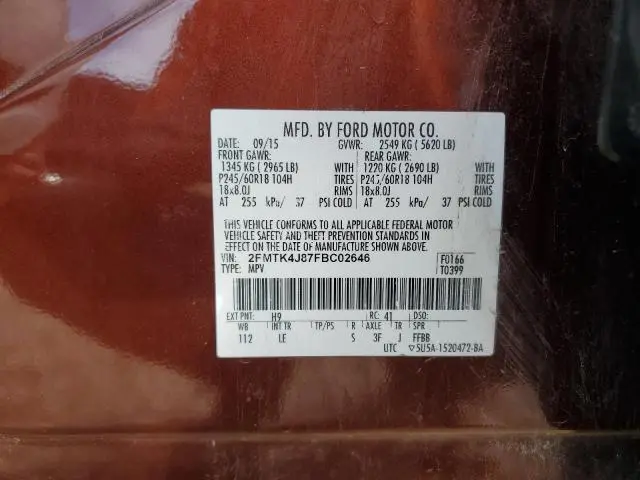 MFD. BY FORD MOTOR CO.
DATE: 09/15 GVWR: 2549 KG ( 5620 LB)
FRONT GAWR: REAR GAWR:
1345 KG ( 2965 LB) WITH 1220 KG ( 2690 LB) WITH
P245/60R18 104H TIRES P245/60R18 104H TIRES
18x8.0J RIMS 18x8.0J RIMS
AT 255 kPa/ 37 PSI COLD AT 255 kPa/ 37 PSI COLD
THIS VEHICLE CONFORMS TO ALL APPLICABLE FEDERAL MOTOR
VEHICLE SAFETY AND THEFT PREVENTION STANDARDS IN
EFFECT ON THE DATE OF MANUFACTURE SHOWN ABOVE.
VIN: 2FMTK4J87FBC02646 F0166
TYPE: MPV T0399
EXT PNT: H9 RC: 41 DSO:
WB INT TR TP/PS R AXLE TR SPR
112 LE S 3F J FFBB
UTC ▽5U5A-1520472-BA